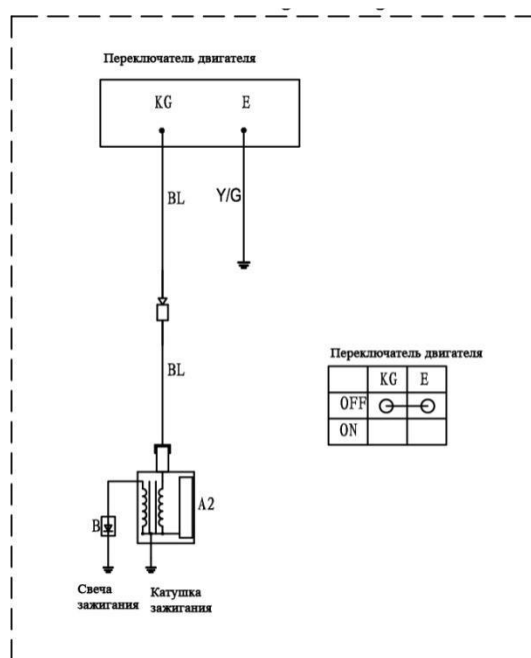 Переключатель двигателя
KG E
BL Y/G
BL
Переключатель двигателя
KG E
OFF
ON
A2
B
Свеча
зажигания
Катушка
зажигания